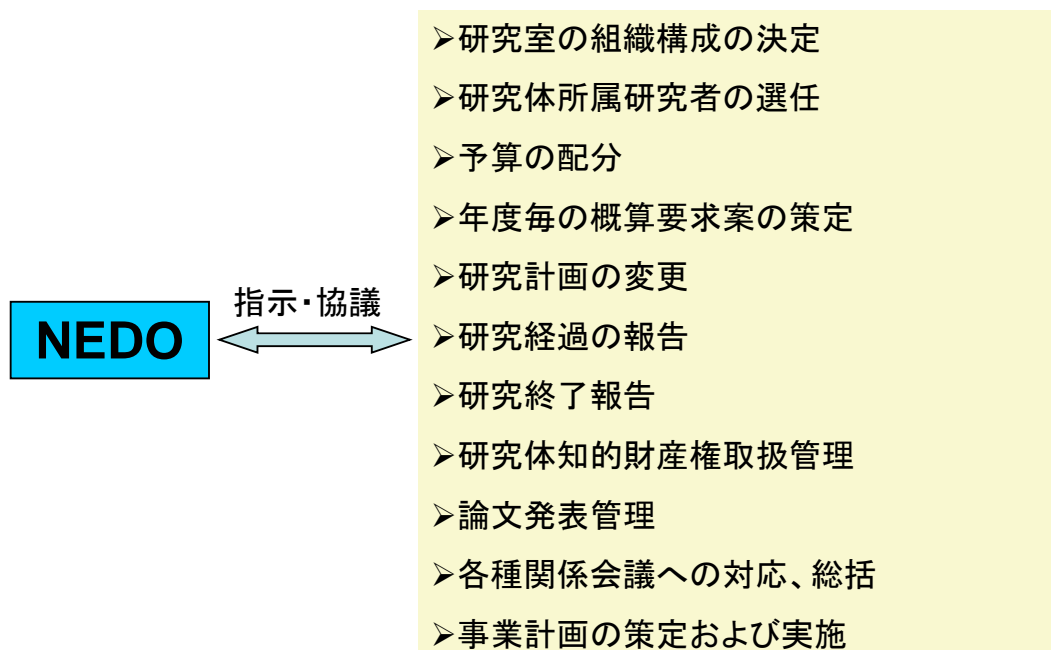 ➢研究室の組織構成の決定
➢研究体所属研究者の選任
➢予算の配分
➢年度毎の概算要求案の策定
➢研究計画の変更
指示・協議
NEDO
➢研究経過の報告
➢研究終了報告
➢研究体知的財産権取扱管理
➢論文発表管理
➢各種関係会議への対応、総括
➢事業計画の策定および実施